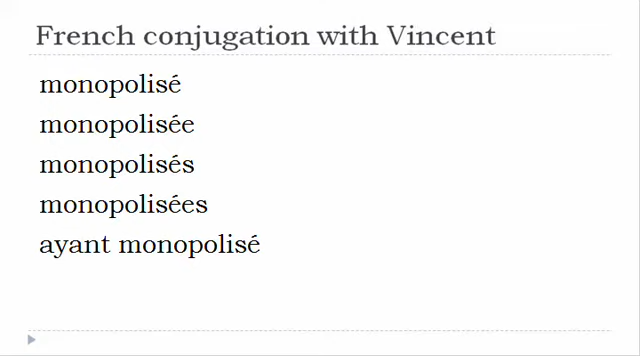 French conjugation with Vincent
monopolisé
monopolisée
monopolisés
monopolisées
ayant monopolisé